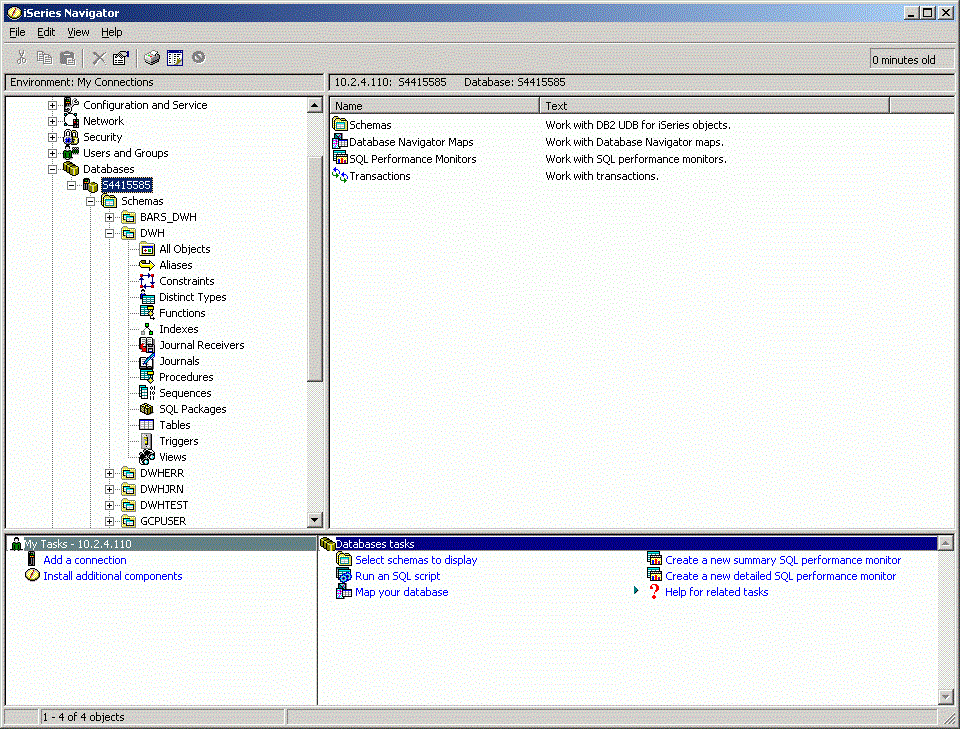 iSeries Navigator
File Edit View Help
0 minutes old
Environment: My Connections
10.2.4.110: S4415585 Database: S4415585
Configuration and Service
Network
Security
Users and Groups
Databases
S4415585
Schemas
BARS_DWH
DWH
All Objects
Aliases
Constraints
Distinct Types
Functions
Indexes
Journal Receivers
Journals
Procedures
Sequences
SQL Packages
Tables
Triggers
Views
DWHERR
DWHJRN
DWHTEST
GCPUSER
Name Text
Schemas Work with DB2 UDB for iSeries objects.
Database Navigator Maps Work with Database Navigator maps.
SQL Performance Monitors Work with SQL performance monitors.
Transactions Work with transactions.
My Tasks - 10.2.4.110
Add a connection
Install additional components
Databases tasks
Select schemas to display
Run an SQL script
Map your database
Create a new summary SQL performance monitor
Create a new detailed SQL performance monitor
Help for related tasks
1 - 4 of 4 objects